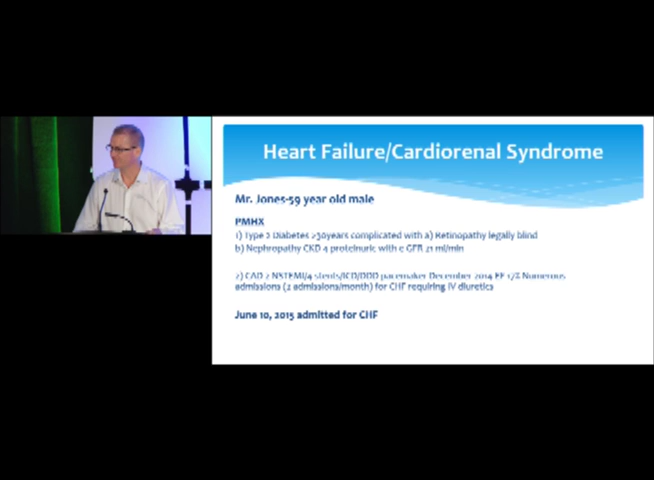 Heart Failure/Cardiorenal Syndrome
Mr. Jones-59 year old male
PMHX
1) Type 2 Diabetes >30years complicated with a) Retinopathy legally blind
b) Nephropathy CKD 4 proteinuric with e GFR 21 ml/min
2) CAD 2 NSTEMI/4 stents/ICD/DDD pacemaker December 2014 EF 17% Numerous
admissions (2 admissions/month) for CHF requiring IV diuretics
June 10, 2015 admitted for CHF